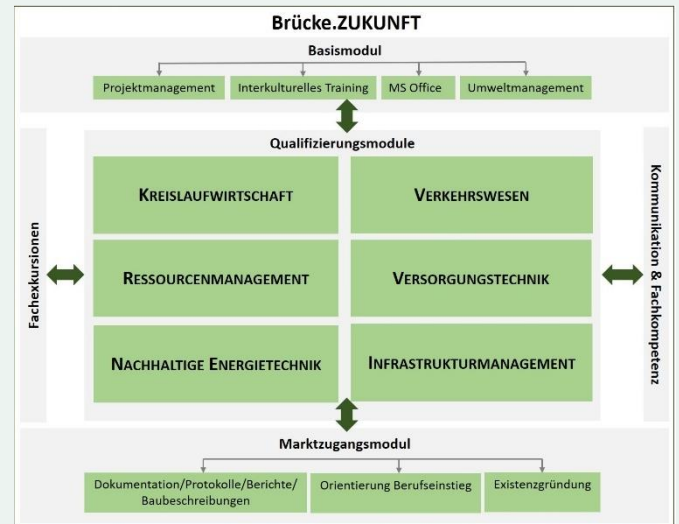 Brücke.ZUKUNFT
Basismodul
Projektmanagement
Interkulturelles Training
MS Office
Umweltmanagement
Fachexkursionen
Qualifizierungsmodule
KREISLAUFWIRTSCHAFT
VERKEHRSWESEN
RESSOURCENMANAGEMENT
VERSORGUNGSTECHNIK
NACHHALTIGE ENERGIETECHNIK
INFRASTRUKTURMANAGEMENT
Kommunikation & Fachkompetenz
Marktzugangsmodul
Dokumentation/Protokolle/Berichte/
Baubeschreibungen
Orientierung Berufseinstieg
Existenzgründung